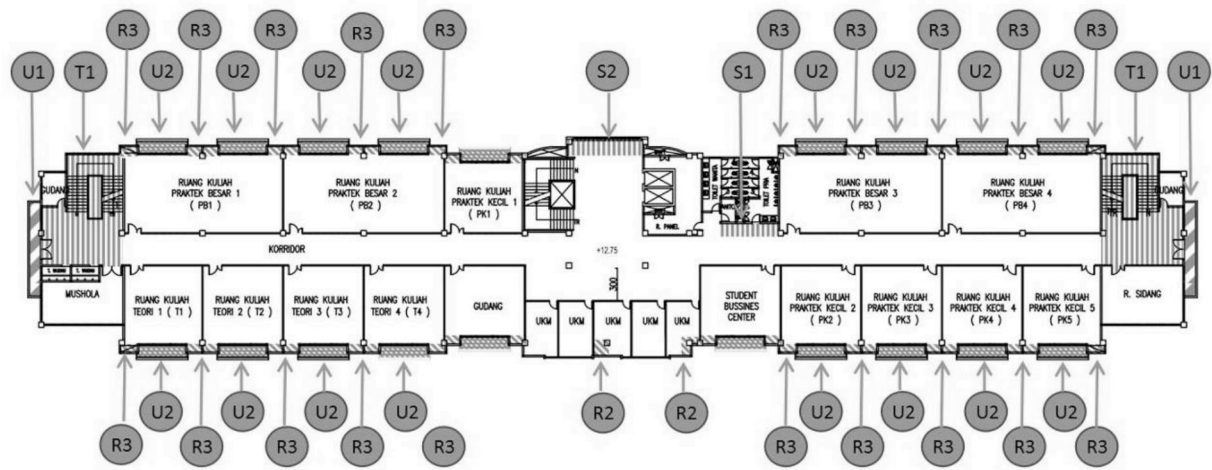 R3 R3 R3 R3 R3 R3 R3 R3 R3 R3
U1 T1 U2 U2 U2 U2 S2 S1 U2 U2 U2 U2 T1 U1
GUDANG
RUANG KULIAH
PRAKTEK BESAR 1
( PB1 )
RUANG KULIAH
PRAKTEK BESAR 2
( PB2 )
RUANG KULIAH
PRAKTEK KECIL 1
( PK1 )
R. PANEL
TOILET WANITA
TOILET PRIA
RUANG KULIAH
PRAKTEK BESAR 3
( PB3 )
RUANG KULIAH
PRAKTEK BESAR 4
( PB4 )
GUDANG
KORRIDOR
+12.75
300
MUSHOLA
RUANG KULIAH
TEORI 1 ( T1 )
RUANG KULIAH
TEORI 2 ( T2 )
RUANG KULIAH
TEORI 3 ( T3 )
RUANG KULIAH
TEORI 4 ( T4 )
GUDANG
UKM UKM UKM UKM UKM
STUDENT
BUSSINES
CENTER
RUANG KULIAH
PRAKTEK KECIL 2
( PK2 )
RUANG KULIAH
PRAKTEK KECIL 3
( PK3 )
RUANG KULIAH
PRAKTEK KECIL 4
( PK4 )
RUANG KULIAH
PRAKTEK KECIL 5
( PK5 )
R. SIDANG
U2 U2 U2 U2 R2 R2 U2 U2 U2 U2
R3 R3 R3 R3 R3 R3 R3 R3 R3 R3